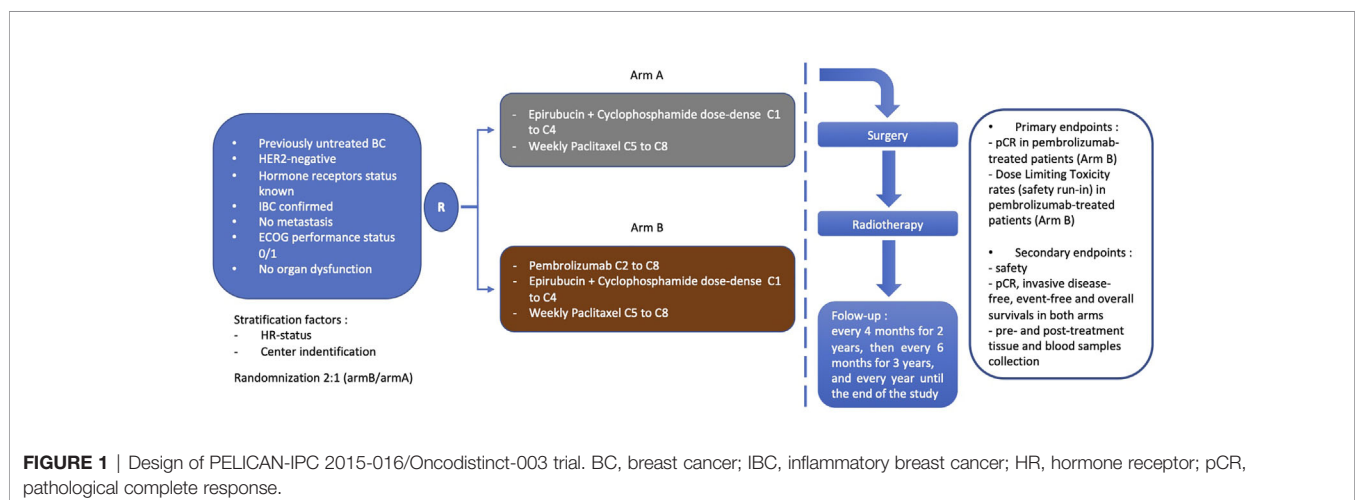 Arm A
- Previously untreated BC
- HER2-negative
- Hormone receptors status
known
- IBC confirmed
- No metastasis
- ECOG performance status
0/1
- No organ dysfunction
R
- Epirubicin + Cyclophosphamide dose-dense C1
to C4
- Weekly Paclitaxel C5 to C8
Arm B
- Pembrolizumab C2 to C8
- Epirubicin + Cyclophosphamide dose-dense C1
to C4
- Weekly Paclitaxel C5 to C8
Stratification factors :
- HR-status
- Center indentification
Randomnization 2:1 (armB/armA)
Surgery
Radiotherapy
Folow-up :
every 4 months for 2
years, then every 6
months for 3 years,
and every year until
the end of the study
• Primary endpoints :
- pCR in pembrolizumab-
treated patients (Arm B)
- Dose Limiting Toxicity
rates (safety run-in) in
pembrolizumab-treated
patients (Arm B)
• Secondary endpoints :
- safety
- pCR, invasive disease-
free, event-free and overall
survivals in both arms
- pre- and post-treatment
tissue and blood samples
collection
FIGURE 1 | Design of PELICAN-IPC 2015-016/Oncodistinct-003 trial. BC, breast cancer; IBC, inflammatory breast cancer; HR, hormone receptor; pCR,
pathological complete response.